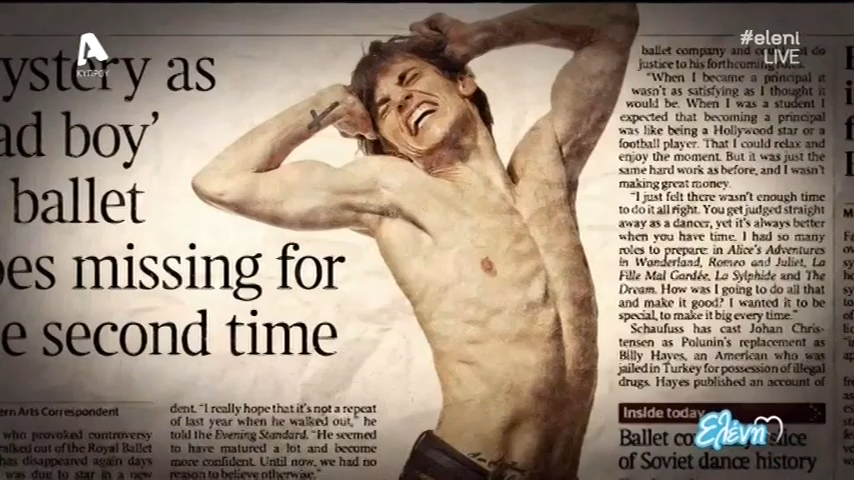 ΚΥΠΡΟΥ
#eleni
LIVE
ystery as
ad boy'
ballet
oes missing for
e second time
ern Arts Correspondent
who provoked controversy
alked out of the Royal Ballet
has disappeared again days
was due to star in a new
dent. "I really hope that it's not a repeat
of last year when he walked out," he
told the Evening Standard. "He seemed
to have matured a lot and become
more confident. Until now, we had no
reason to believe otherwise."
ballet company and do
justice to his forthcoming
"When I became a principal it
wasn't as satisfying as I thought it
would be. When I was a student I
expected that becoming a principal
was like being a Hollywood star or a
football player. That I could relax and
enjoy the moment. But it was just the
same hard work as before, and I wasn't
making great money.
"I just felt there wasn't enough time
to do it all right. You get judged straight
away as a dancer, yet it's always better
when you have time. I had so many
roles to prepare: in Alice's Adventures
in Wonderland, Romeo and Juliet, La
Fille Mal Gardée, La Sylphide and The
Dream. How was I going to do all that
and make it good? I wanted it to be
special, to make it big every time."
Schaufuss has cast Johan Chris-
tensen as Polunin's replacement as
Billy Hayes, an American who was
jailed in Turkey for possession of illegal
drugs. Hayes published an account of
Inside today
Ballet
of Soviet dance history
Ελένη